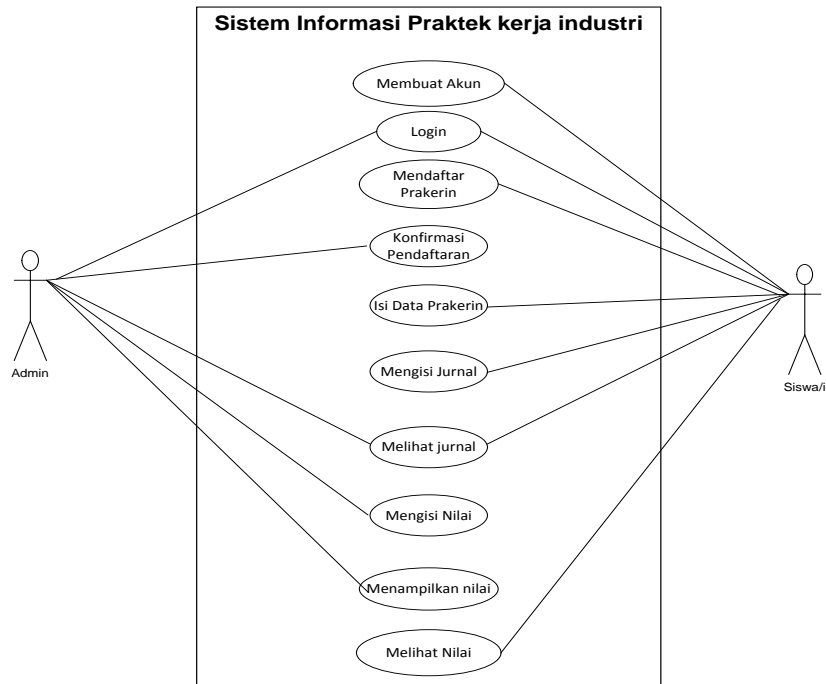 Sistem Informasi Praktek kerja industri
Membuat Akun
Login
Mendaftar
Prakerin
Konfirmasi
Pendaftaran
Isi Data Prakerin
Mengisi Jurnal
Admin
Siswa/i
Melihat jurnal
Mengisi Nilai
Menampilkan nilai
Melihat Nilai